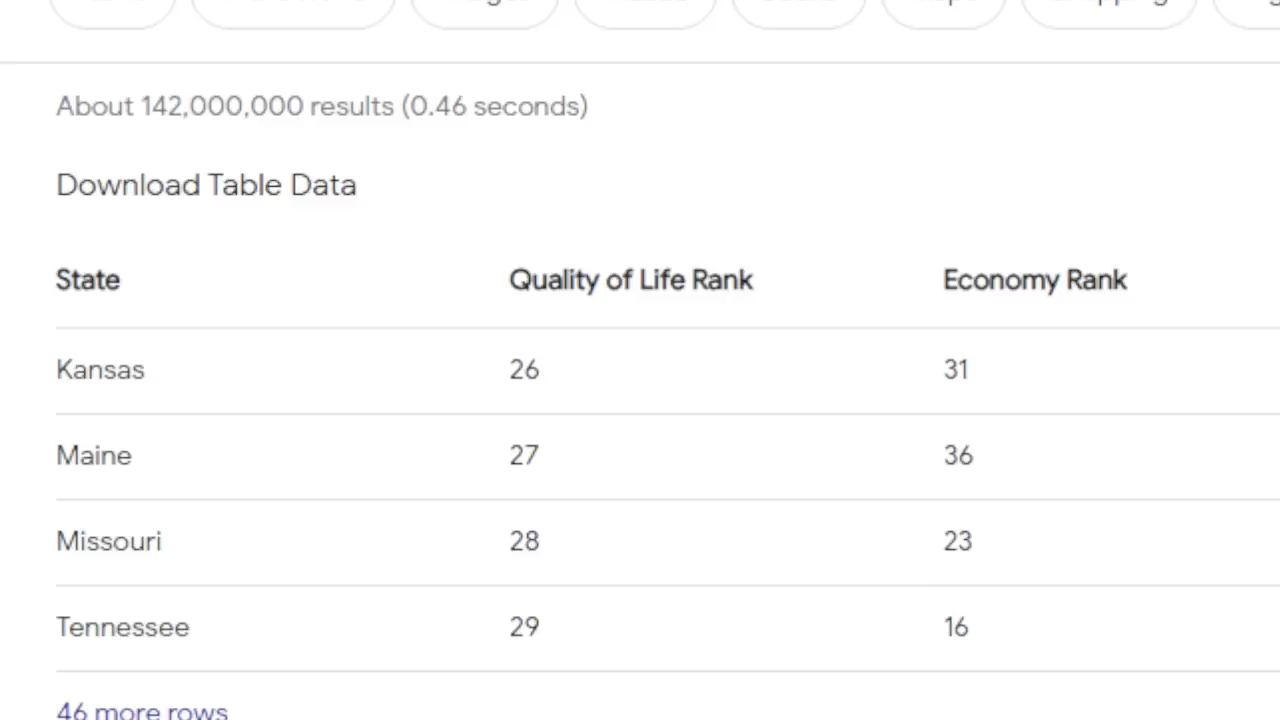 About 142,000,000 results (0.46 seconds)
Download Table Data
State Quality of Life Rank Economy Rank
Kansas 26 31
Maine 27 36
Missouri 28 23
Tennessee 29 16
46 more rows